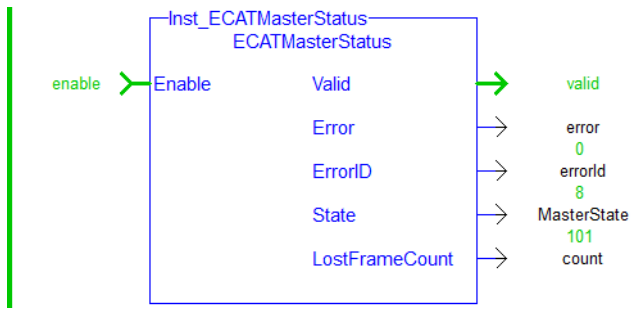 Inst_ECATMasterStatus
ECATMasterStatus
enable Enable Valid valid
Error error
0
ErrorID errorId
8
State MasterState
101
LostFrameCount count